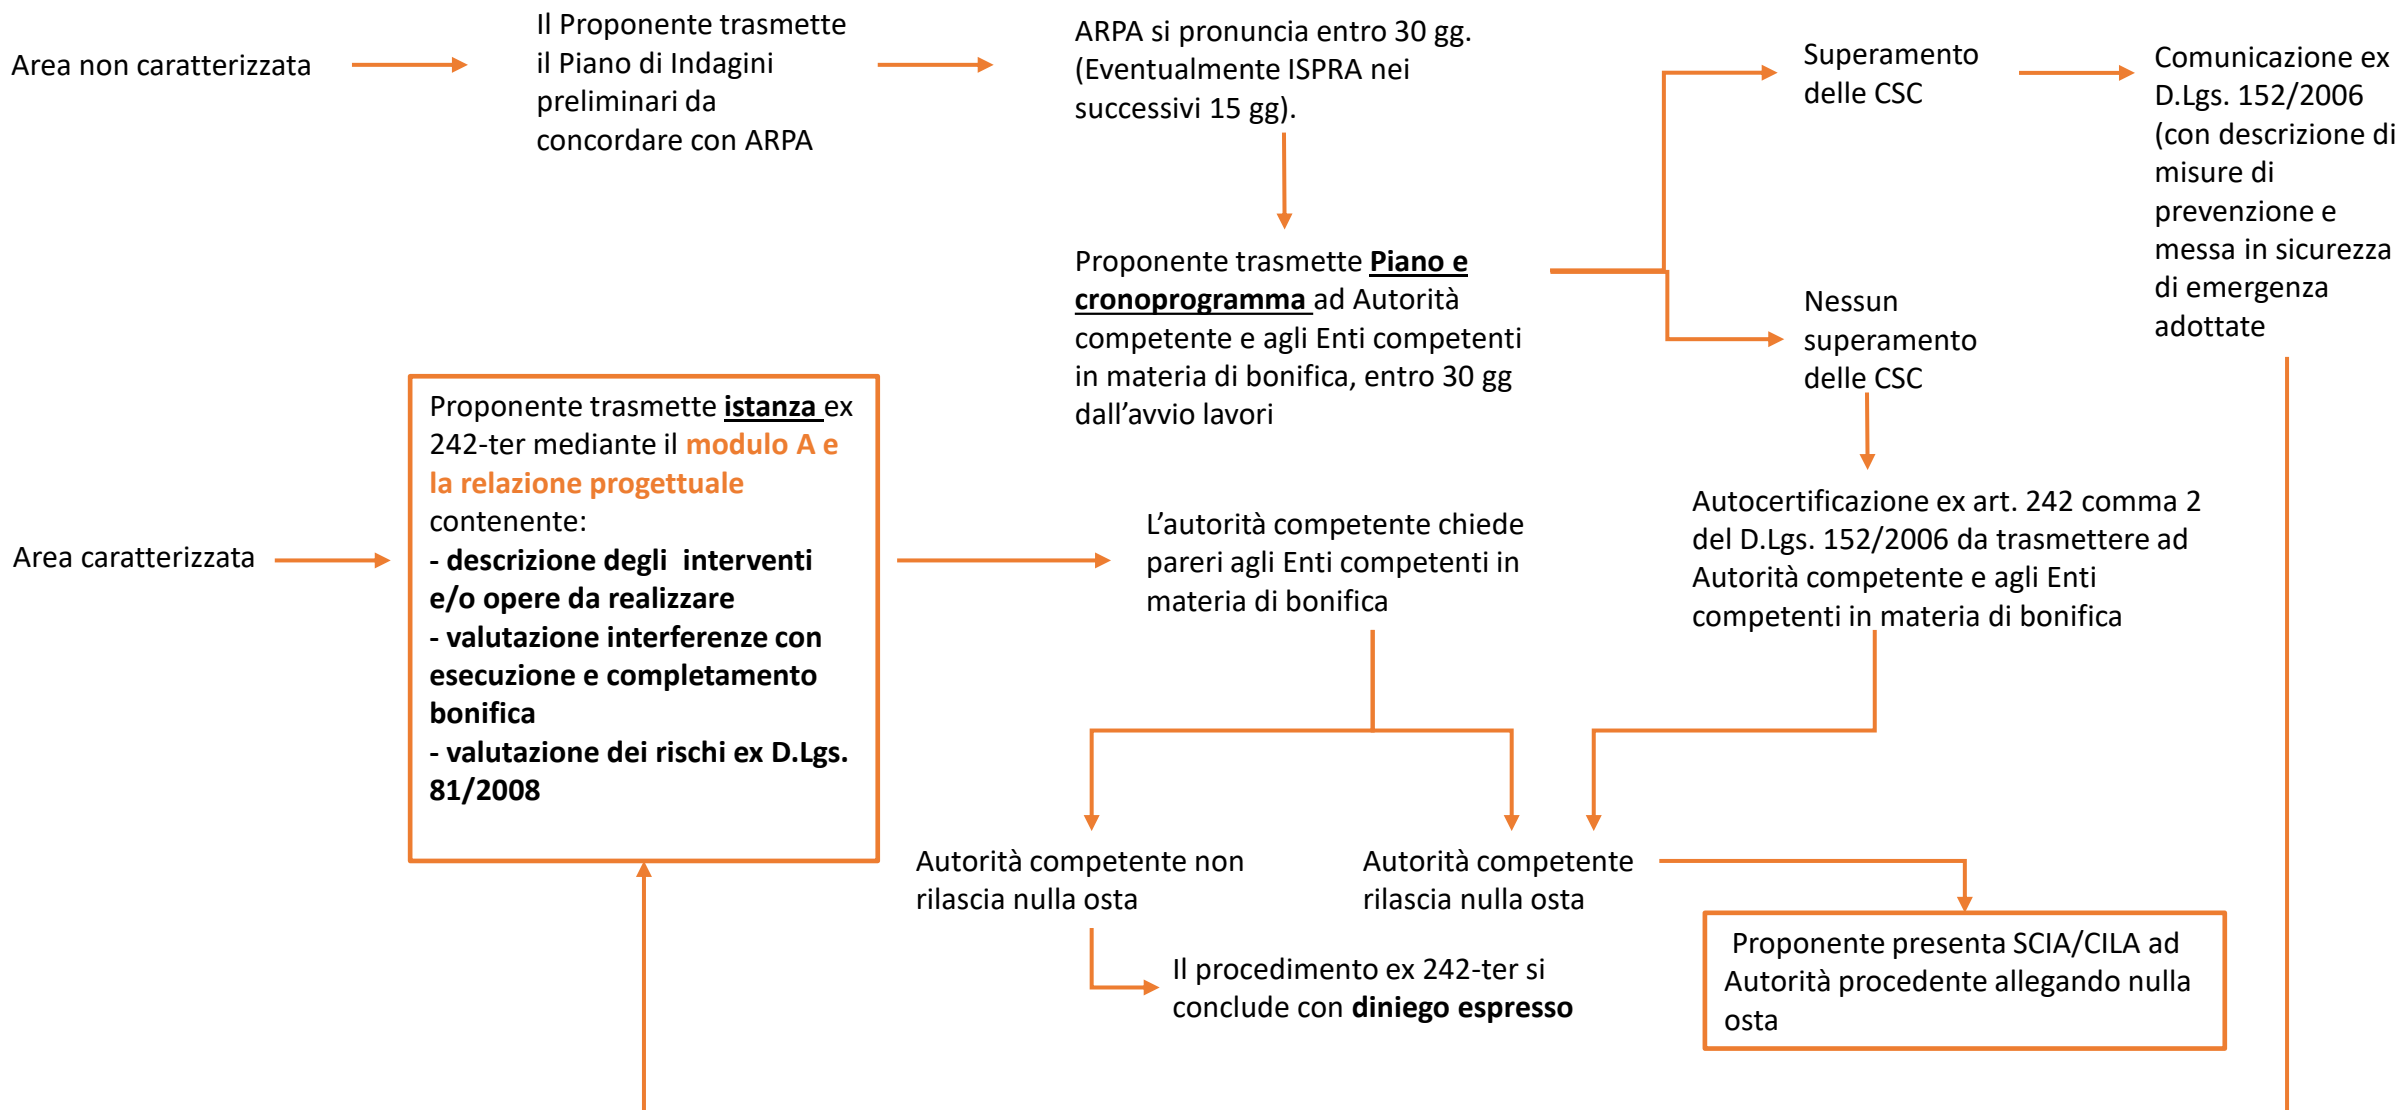 Area non caratterizzata
Il Proponente trasmette
il Piano di Indagini
preliminari da
concordare con ARPA
ARPA si pronuncia entro 30 gg.
(Eventualmente ISPRA nei
successivi 15 gg).
Superamento
delle CSC
Comunicazione ex
D.Lgs. 152/2006
(con descrizione di
misure di
prevenzione e
messa in sicurezza
di emergenza
adottate
Proponente trasmette Piano e
cronoprogramma ad Autorità
competente e agli Enti competenti
in materia di bonifica, entro 30 gg
dall’avvio lavori
Nessun
superamento
delle CSC
Area caratterizzata
Proponente trasmette istanza ex
242-ter mediante il modulo A e
la relazione progettuale
contenente:
- descrizione degli  interventi
e/o opere da realizzare
- valutazione interferenze con
esecuzione e completamento
bonifica
- valutazione dei rischi ex D.Lgs.
81/2008
L’autorità competente chiede
pareri agli Enti competenti in
materia di bonifica
Autocertificazione ex art. 242 comma 2
del D.Lgs. 152/2006 da trasmettere ad
Autorità competente e agli Enti
competenti in materia di bonifica
Autorità competente non
rilascia nulla osta
Autorità competente
rilascia nulla osta
Il procedimento ex 242-ter si
conclude con diniego espresso
Proponente presenta SCIA/CILA ad
Autorità procedente allegando nulla
osta